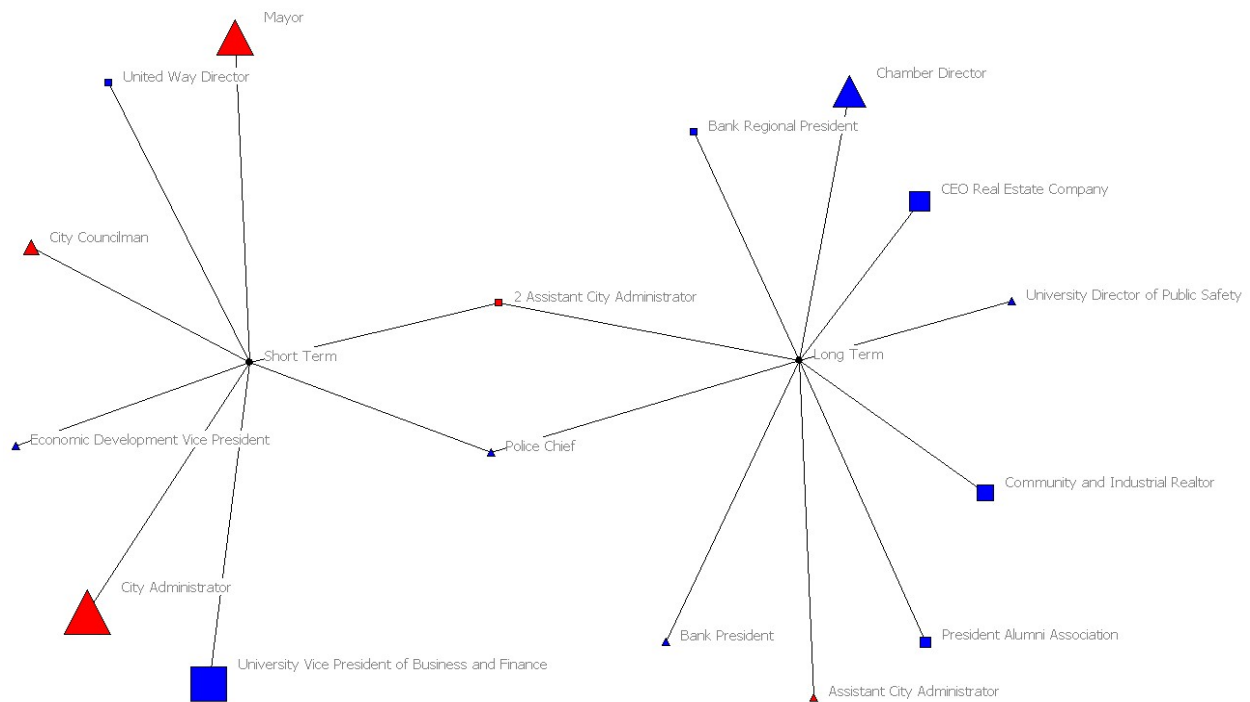 Mayor
United Way Director
Chamber Director
Bank Regional President
CEO Real Estate Company
City Councilman
2 Assistant City Administrator
University Director of Public Safety
Short Term
Long Term
Economic Development Vice President
Police Chief
Community and Industrial Realtor
City Administrator
Bank President
President Alumni Association
University Vice President of Business and Finance
Assistant City Administrator